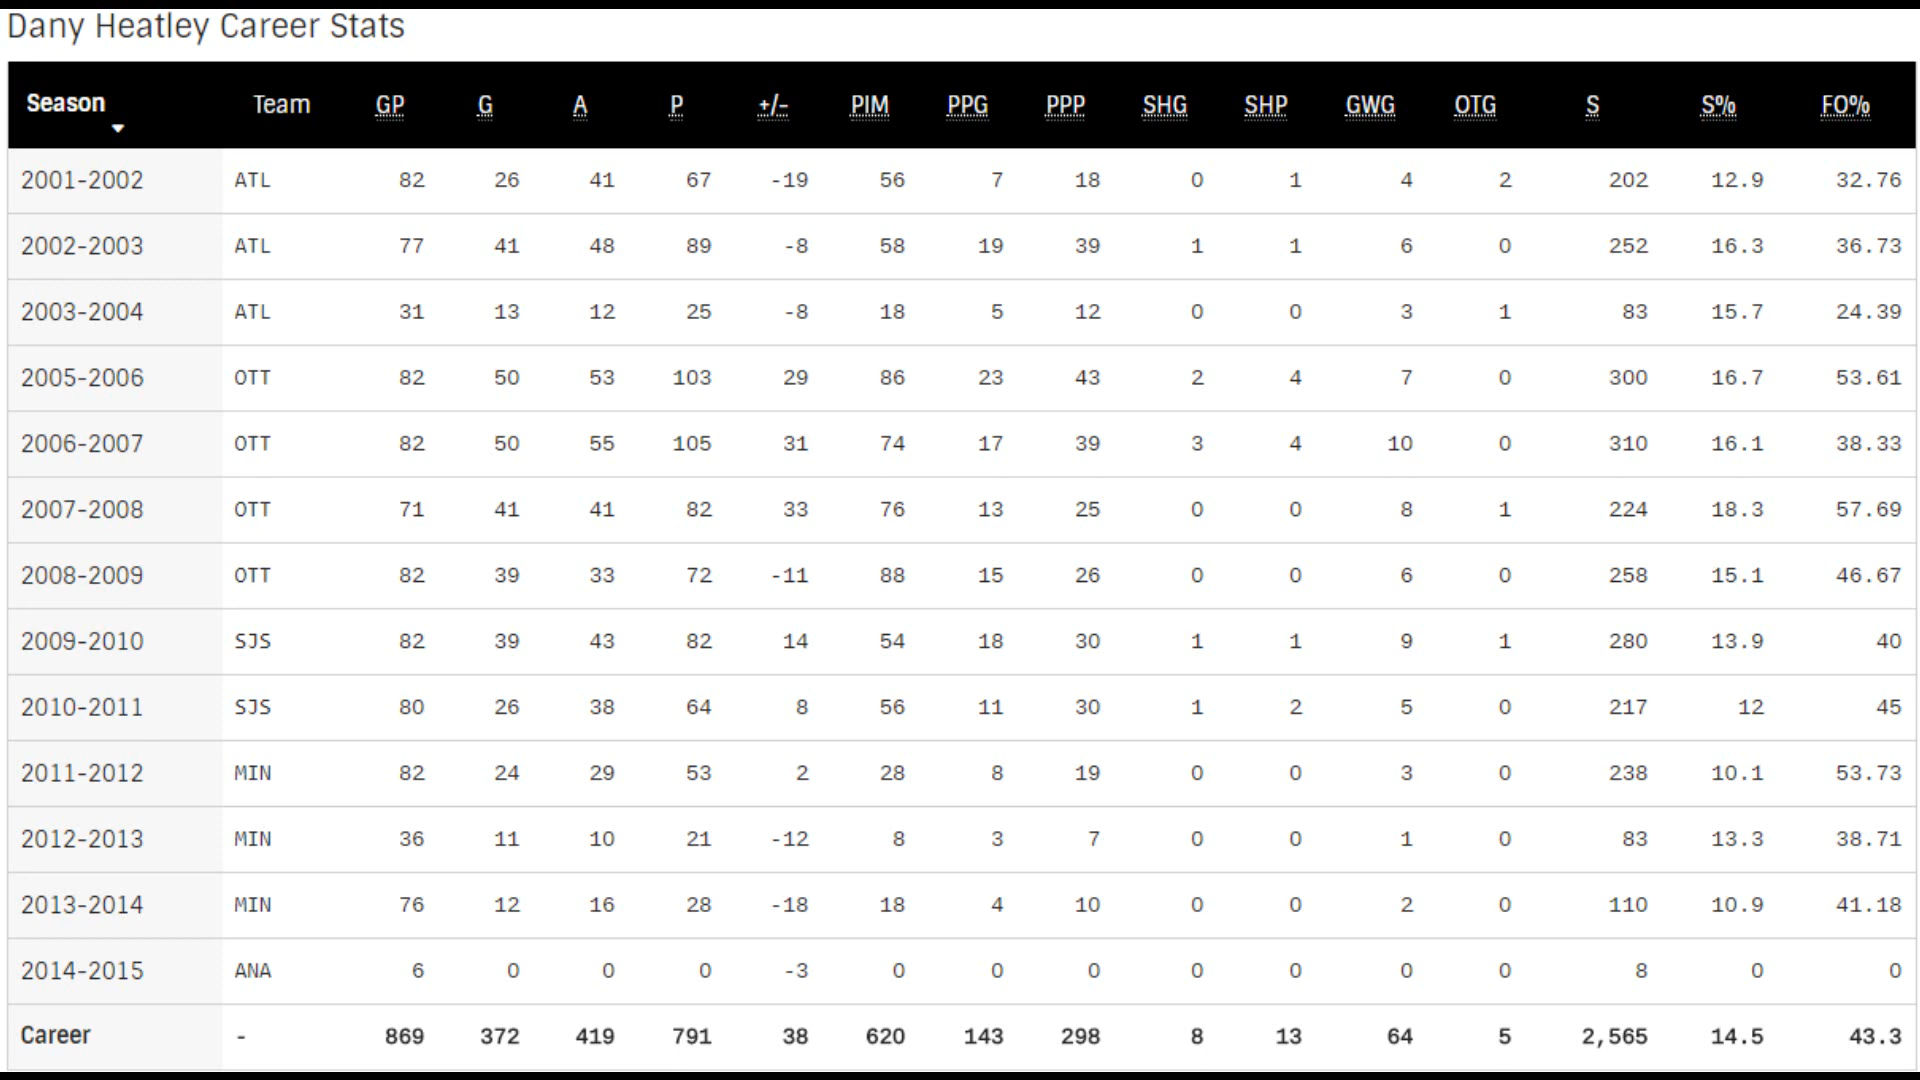 Dany Heatley Career Stats
Season Team GP G A P +/- PIM PPG PPP SHG SHP GWG OTG S S% FO%
2001-2002 ATL 82 26 41 67 -19 56 7 18 0 1 4 2 202 12.9 32.76
2002-2003 ATL 77 41 48 89 -8 58 19 39 1 1 6 0 252 16.3 36.73
2003-2004 ATL 31 13 12 25 -8 18 5 12 0 0 3 1 83 15.7 24.39
2005-2006 OTT 82 50 53 103 29 86 23 43 2 4 7 0 300 16.7 53.61
2006-2007 OTT 82 50 55 105 31 74 17 39 3 4 10 0 310 16.1 38.33
2007-2008 OTT 71 41 41 82 33 76 13 25 0 0 8 1 224 18.3 57.69
2008-2009 OTT 82 39 33 72 -11 88 15 26 0 0 6 0 258 15.1 46.67
2009-2010 SJS 82 39 43 82 14 54 18 30 1 1 9 1 280 13.9 40
2010-2011 SJS 80 26 38 64 8 56 11 30 1 2 5 0 217 12 45
2011-2012 MIN 82 24 29 53 2 28 8 19 0 0 3 0 238 10.1 53.73
2012-2013 MIN 36 11 10 21 -12 8 3 7 0 0 1 0 83 13.3 38.71
2013-2014 MIN 76 12 16 28 -18 18 4 10 0 0 2 0 110 10.9 41.18
2014-2015 ANA 6 0 0 0 -3 0 0 0 0 0 0 0 8 0 0
Career - 869 372 419 791 38 620 143 298 8 13 64 5 2,565 14.5 43.3